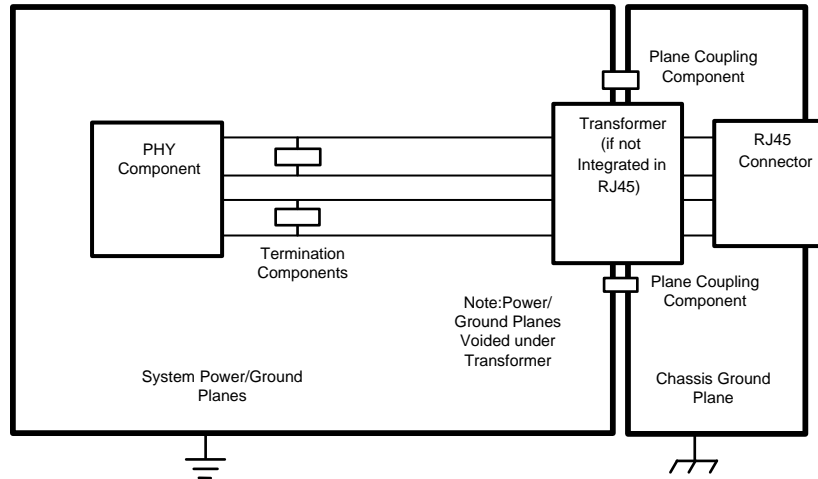 Plane Coupling
Component
PHY
Component
Transformer
(if not
Integrated in
RJ45)
RJ45
Connector
Termination
Components
Plane Coupling
Component
Note:Power/
Ground Planes
Voided under
Transformer
System Power/Ground
Planes
Chassis Ground
Plane